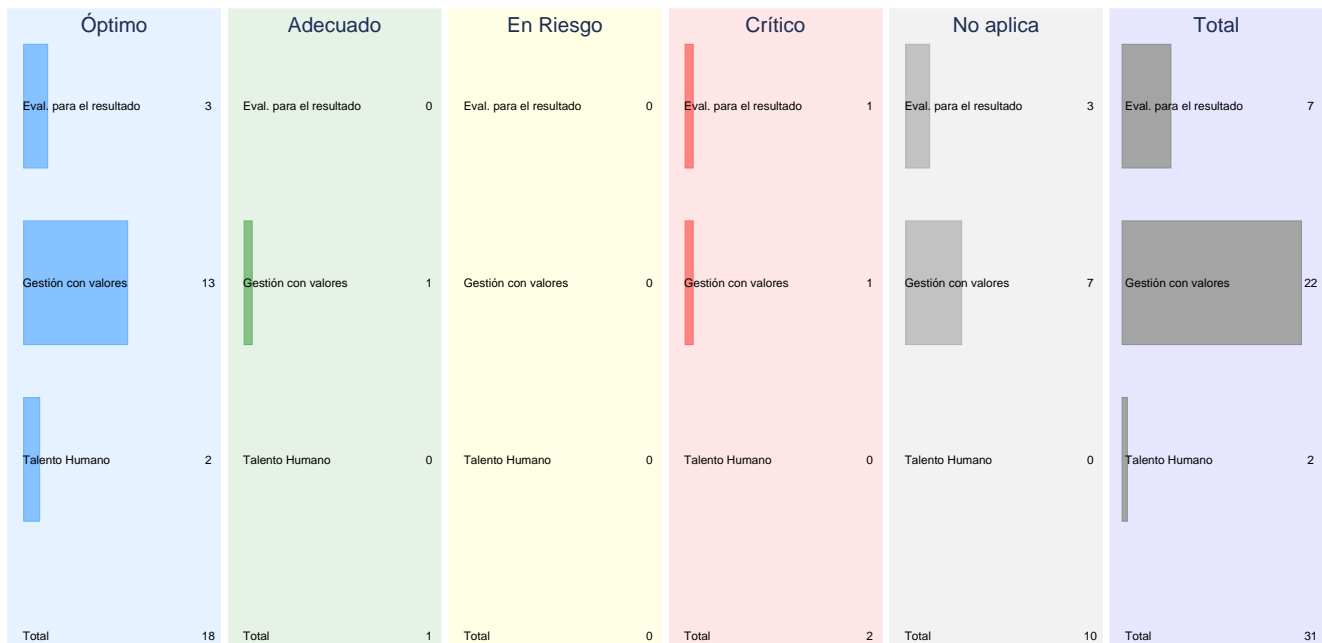 Óptimo
Adecuado
En Riesgo
Crítico
No aplica
Total
Eval. para el resultado 3
Eval. para el resultado 0
Eval. para el resultado 0
Eval. para el resultado 1
Eval. para el resultado 3
Eval. para el resultado 7
Gestión con valores 13
Gestión con valores 1
Gestión con valores 0
Gestión con valores 1
Gestión con valores 7
Gestión con valores 22
Talento Humano 2
Talento Humano 0
Talento Humano 0
Talento Humano 0
Talento Humano 0
Talento Humano 2
Total 18
Total 1
Total 0
Total 2
Total 10
Total 31